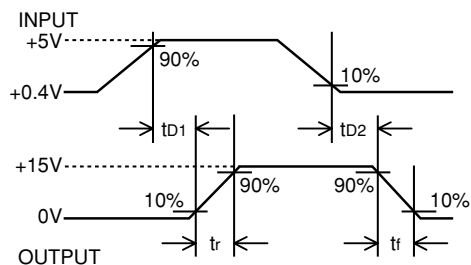 INPUT
+5V
90%
10%
+0.4V
tD1
tD2
+15V
10%
90%
90%
10%
0V
tr
tf
OUTPUT